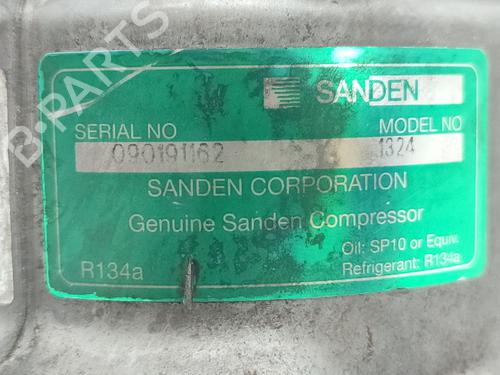 SANDEN
SERIAL NO
MODEL NO
090191162
1324
SANDEN CORPORATION
Genuine Sanden Compressor
Oil: SP10 or Equiv.
R134a
Refrigerant: R134a
B-PARTS